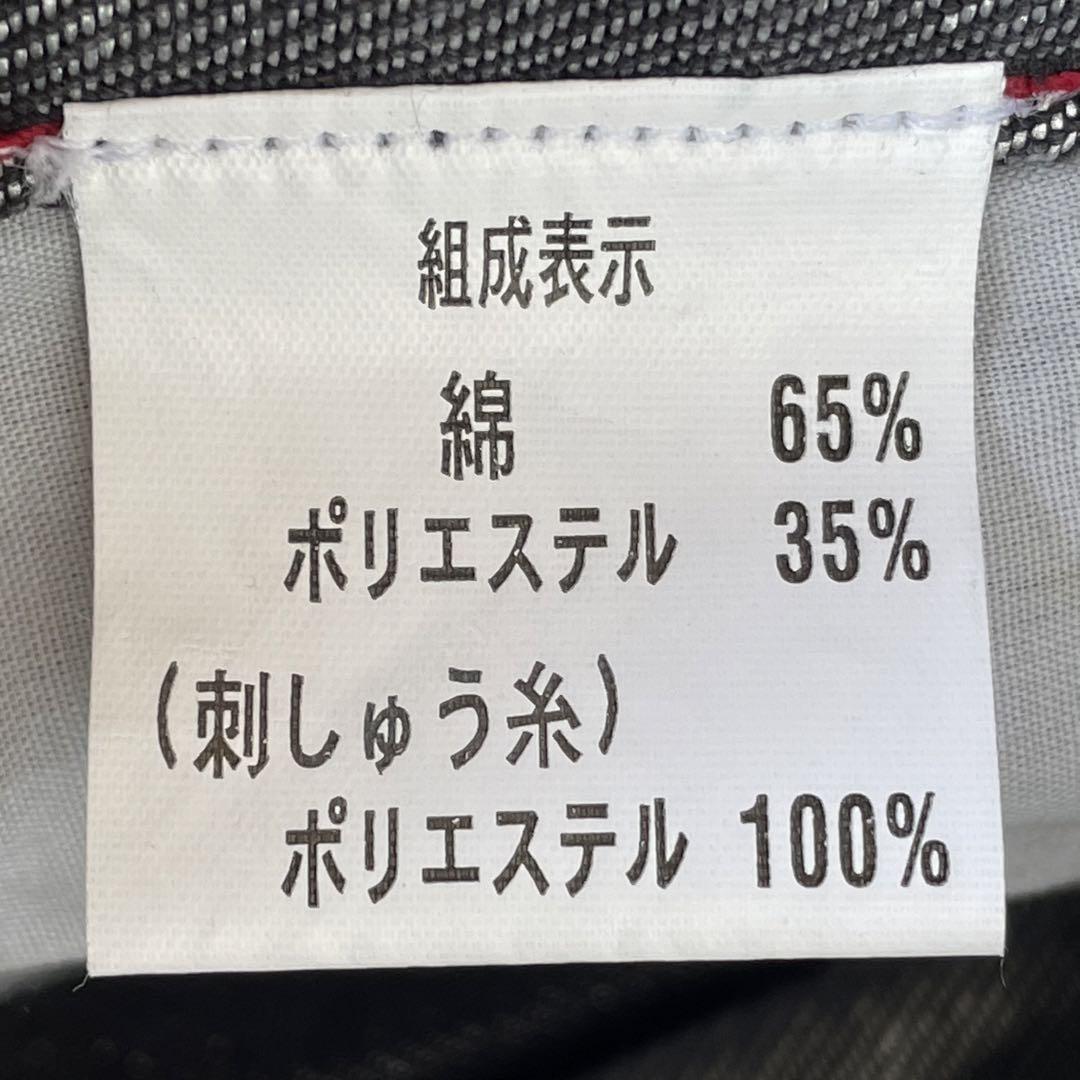 組成表示
綿 65%
ポリエステル 35%
(刺しゅう糸)
ポリエステル 100%